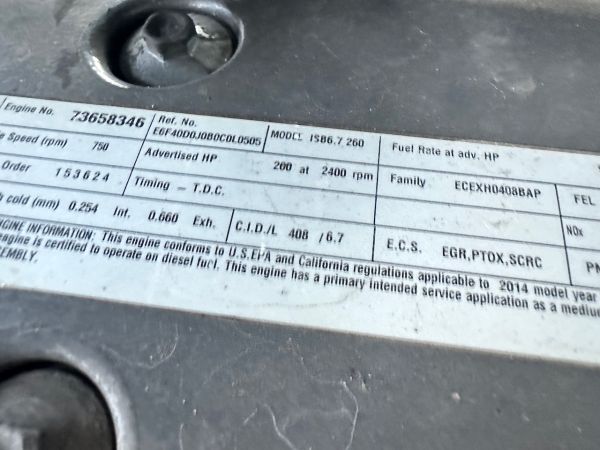 Engine No. 73658346 Ref. No. E6F40D0J0B0C0L0505 MODEL ISB6.7 260 Fuel Rate at adv. HP
Speed (rpm) 750 Advertised HP 260 at 2400 rpm Family ECEXH0408BAP FEL
Order 153624 Timing - T.D.C. NOx
cold (mm) 0.254 Int. 0.660 Exh. C.I.D./L 408 /6.7 E.C.S. EGR,PTOX,SCRC
ENGINE INFORMATION: This engine conforms to U.S.EPA and California regulations applicable to 2014 model year
engine is certified to operate on diesel fuel. This engine has a primary intended service application as a medium